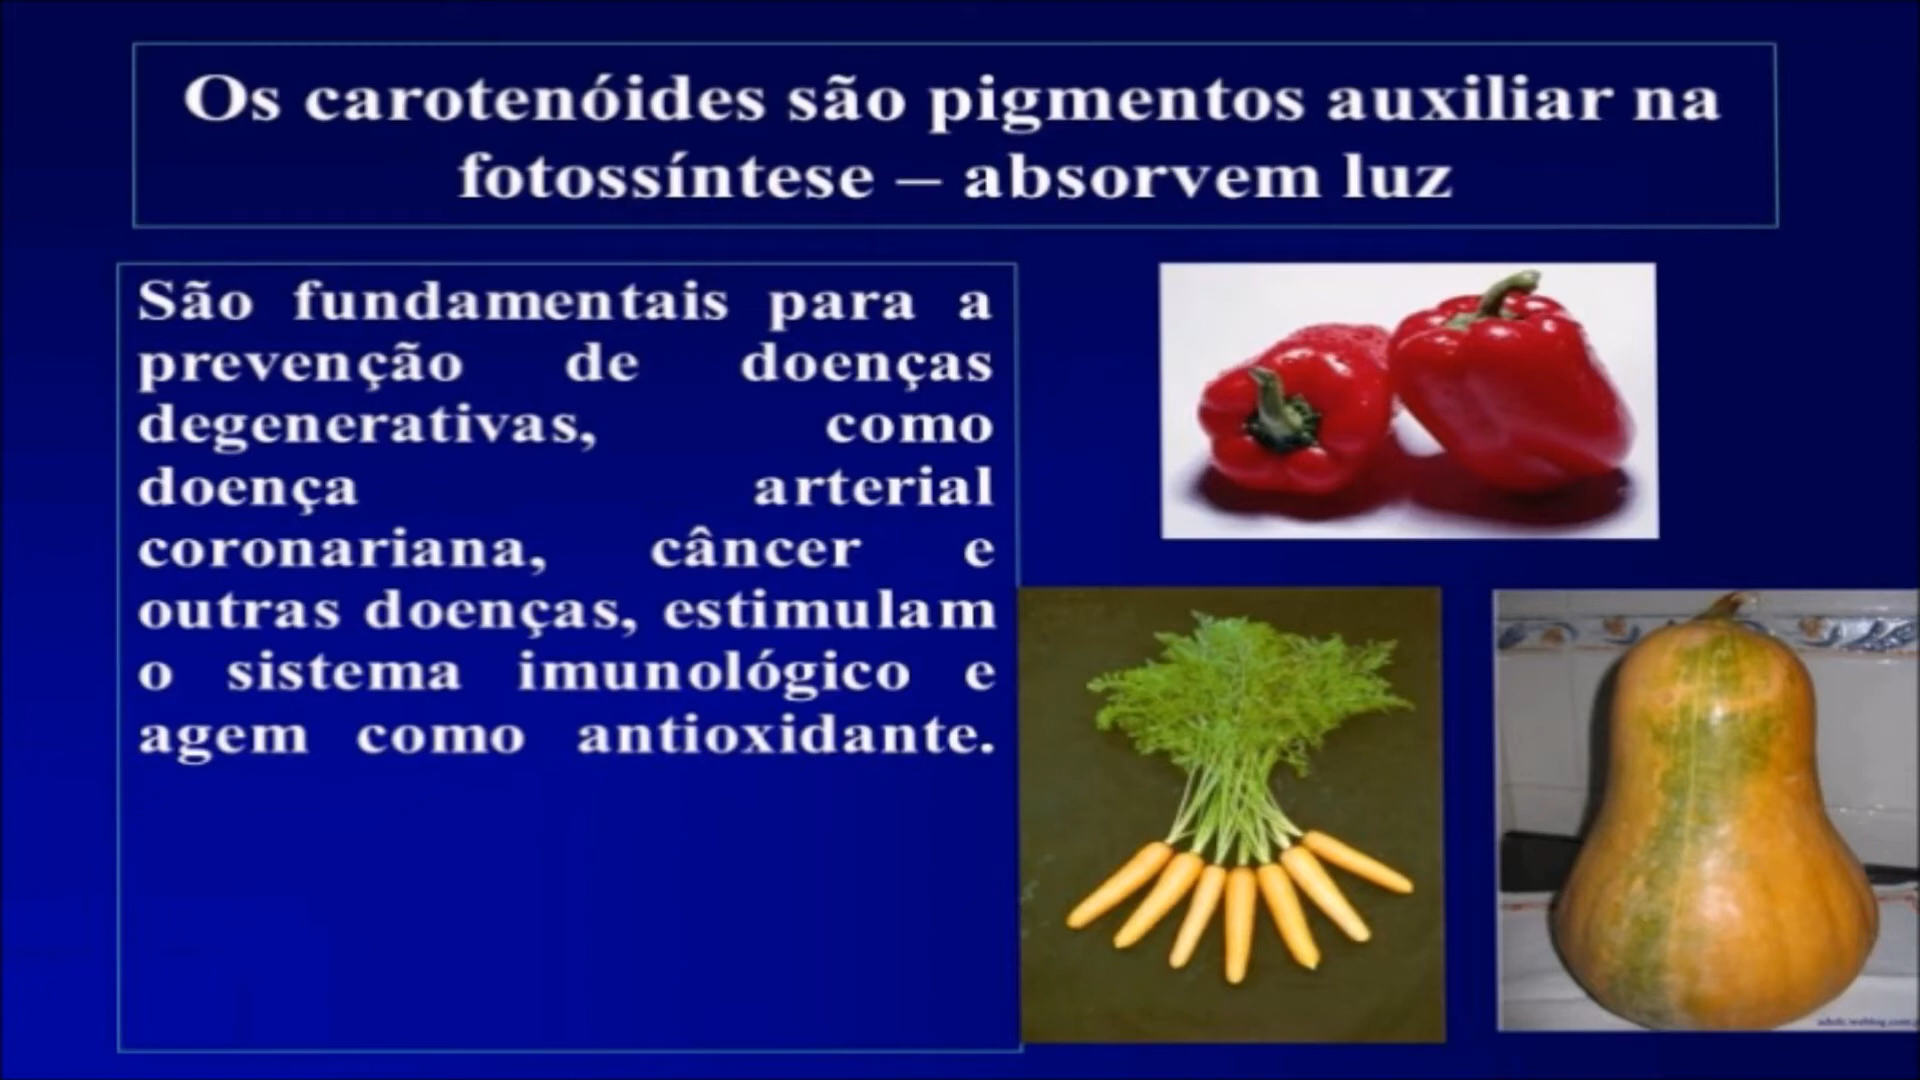 Os carotenóides são pigmentos auxiliar na
fotossíntese – absorvem luz
São fundamentais para a
prevenção de doenças
degenerativas, como
doença arterial
coronariana, câncer e
outras doenças, estimulam
o sistema imunológico e
agem como antioxidante.